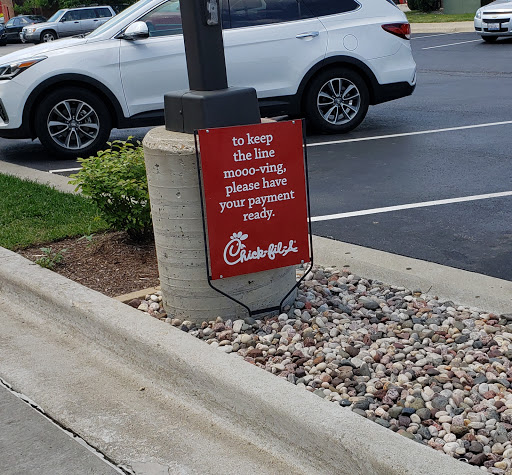 to keep
the line
mooo-ving,
please have
your payment
ready.
Chick-fil-A